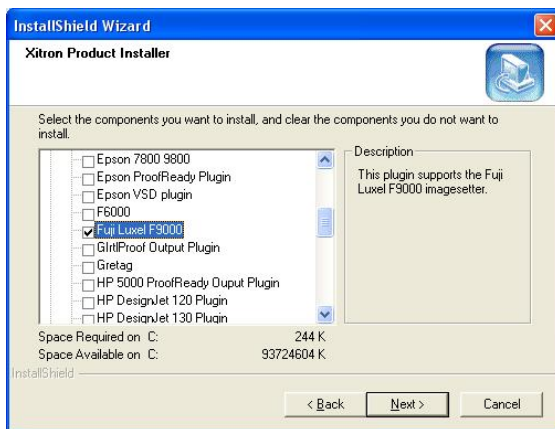 InstallShield Wizard
Xitron Product Installer
Select the components you want to install, and clear the components you do not want to
install.
Epson 7800 9800
Epson ProofReady Plugin
Epson VSD plugin
F6000
Fuji Luxel F9000
GIrtlProof Output Plugin
Gretag
HP 5000 ProofReady Ouput Plugin
HP DesignJet 120 Plugin
HP DesignJet 130 Plugin
Description
This plugin supports the Fuji
Luxel F9000 imagesetter.
Space Required on C: 244 K
Space Available on C: 93724604 K
InstallShield
< Back Next > Cancel